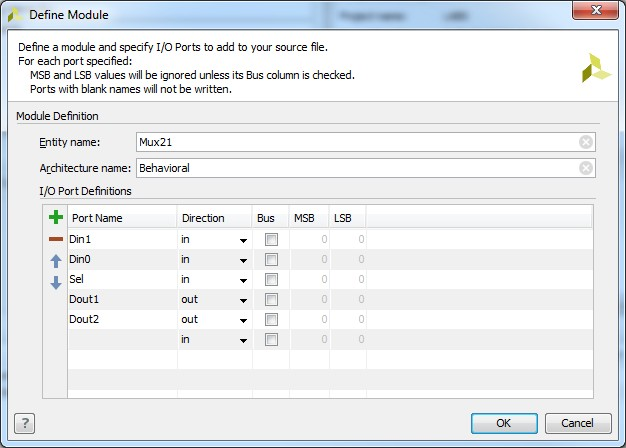 Define Module
Project name:
Define a module and specify I/O Ports to add to your source file.
For each port specified:
MSB and LSB values will be ignored unless its Bus column is checked.
Ports with blank names will not be written.
Module Definition
Entity name: Mux21
Architecture name: Behavioral
I/O Port Definitions
Port Name Direction Bus MSB LSB
Din1 in 0 0
Din0 in 0 0
Sel in 0 0
Dout1 out 0 0
Dout2 out 0 0
in 0 0
? OK Cancel